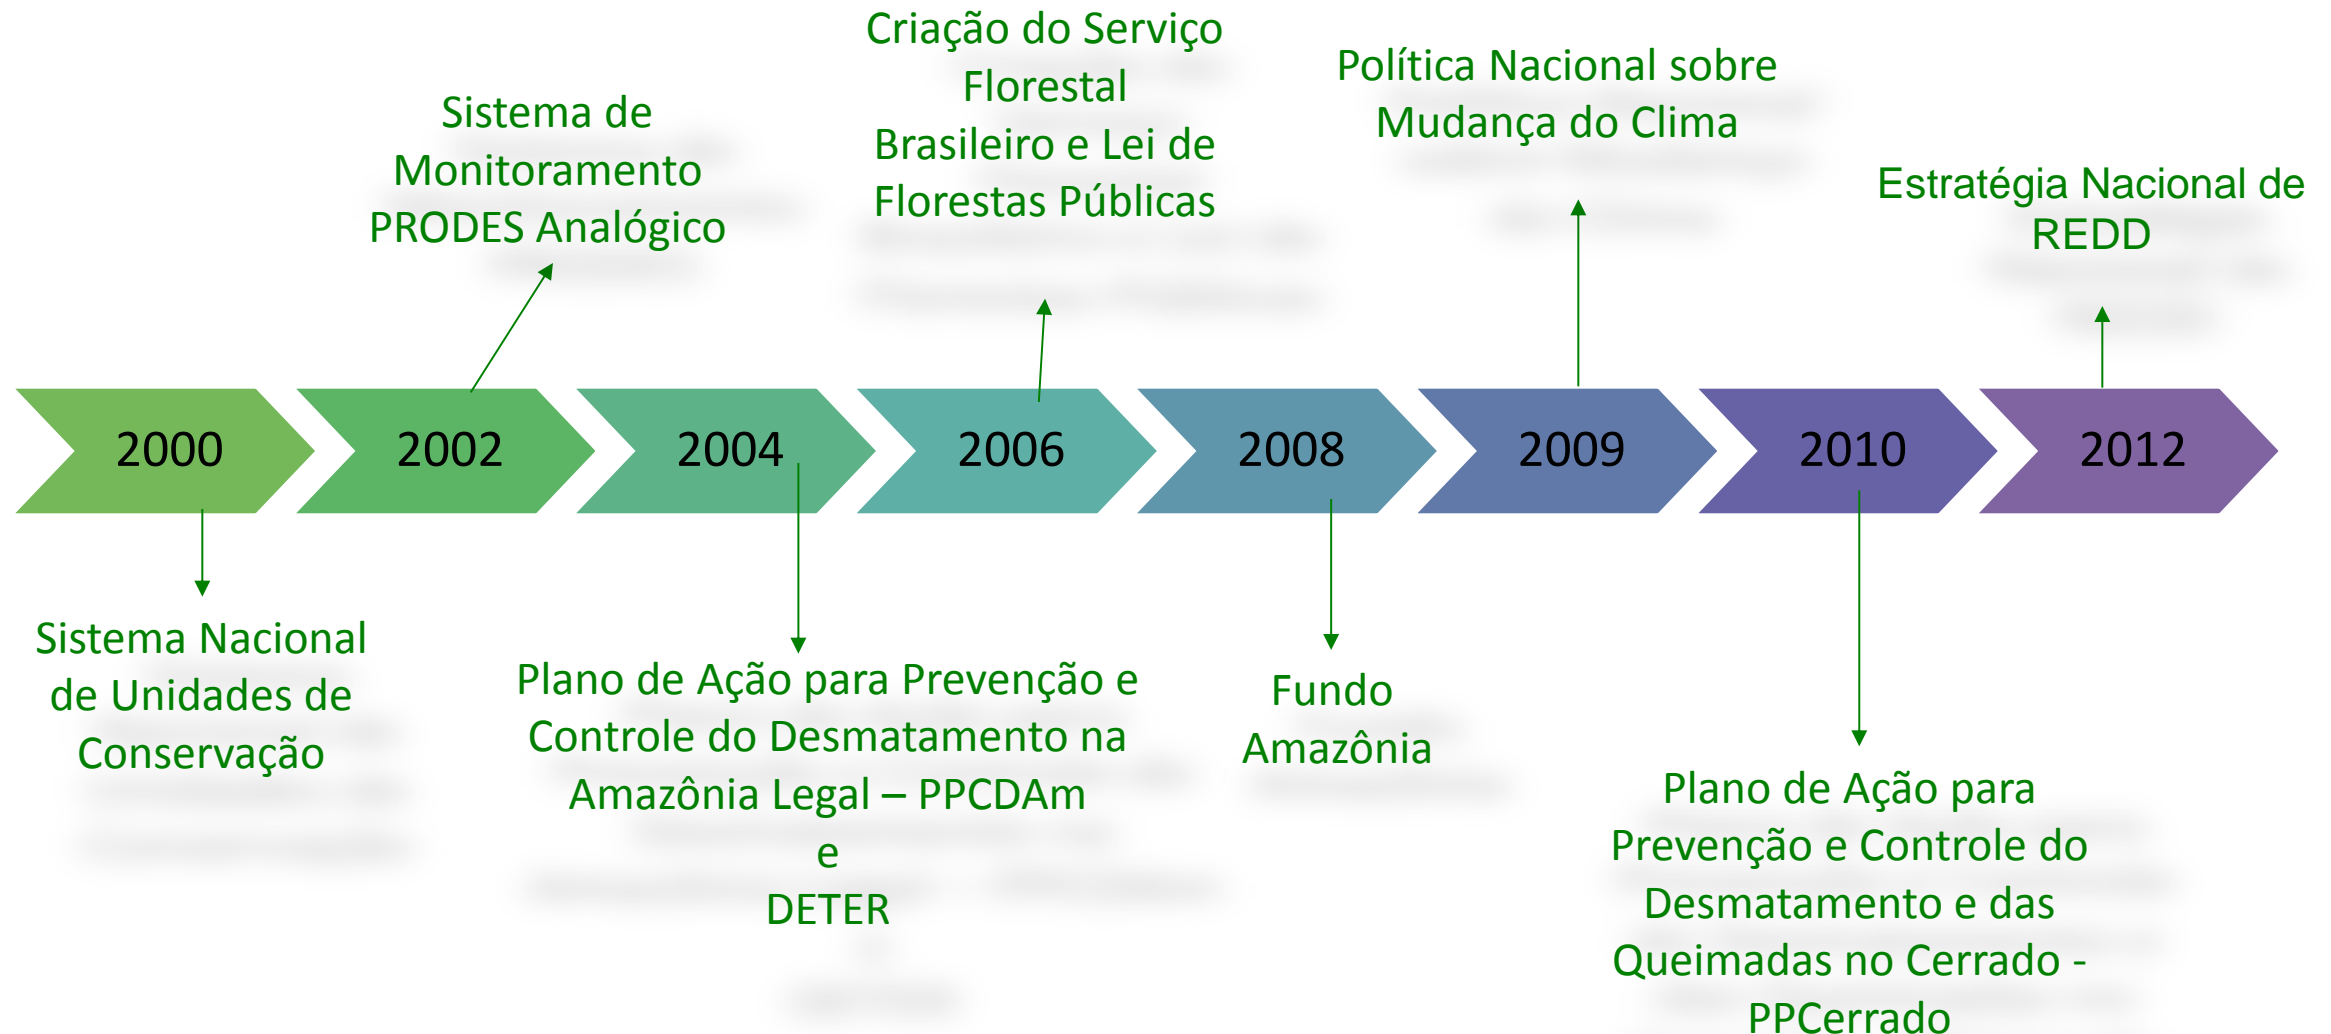 Criação do Serviço
Florestal
Brasileiro e Lei de
Florestas Públicas
Política Nacional sobre
Mudança do Clima
Sistema de
Monitoramento
PRODES Analógico
Estratégia Nacional de
REDD
2000
2002
2004
2006
2008
2009
2010
2012
Sistema Nacional
de Unidades de
Conservação
Plano de Ação para Prevenção e
Controle do Desmatamento na
Amazônia Legal – PPCDAm
e
DETER
Fundo
Amazônia
Plano de Ação para
Prevenção e Controle do
Desmatamento e das
Queimadas no Cerrado -
PPCerrado